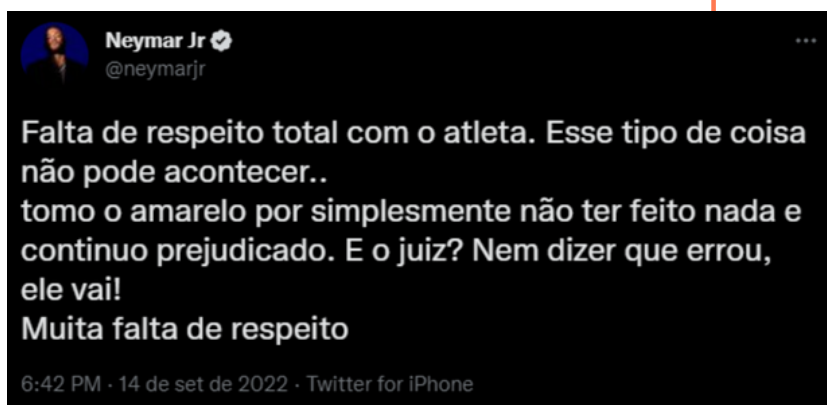 Neymar Jr
@neymarjr
Falta de respeito total com o atleta. Esse tipo de coisa
não pode acontecer..
tomo o amarelo por simplesmente não ter feito nada e
continuo prejudicado. E o juiz? Nem dizer que errou,
ele vai!
Muita falta de respeito
6:42 PM · 14 de set de 2022 · Twitter for iPhone